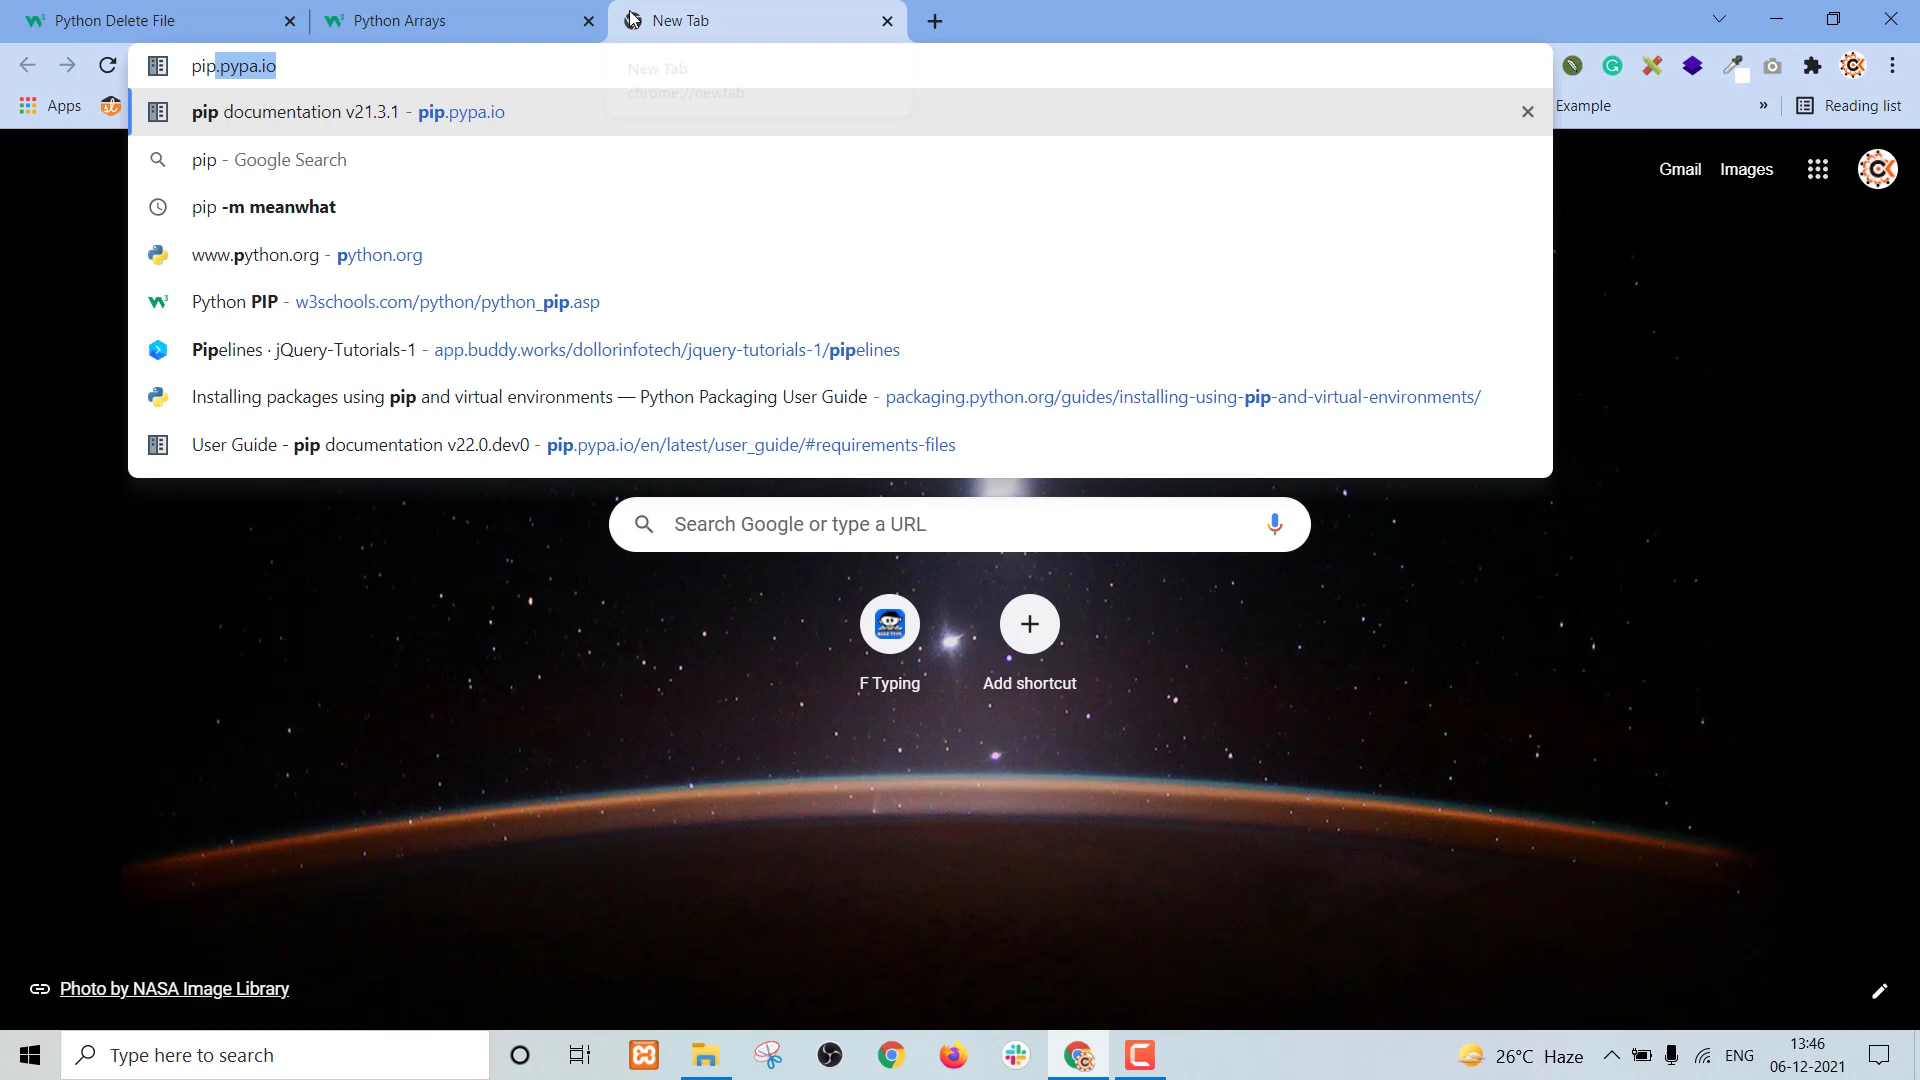 Python Delete File
Python Arrays
New Tab
pip.pypa.io
New Tab
chrome://newtab
Apps
Example
»
Reading list
pip documentation v21.3.1 - pip.pypa.io
pip - Google Search
Gmail
Images
pip -m meanwhat
www.python.org - python.org
Python PIP - w3schools.com/python/python_pip.asp
Pipelines · jQuery-Tutorials-1 - app.buddy.works/dollorinfotech/jquery-tutorials-1/pipelines
Installing packages using pip and virtual environments — Python Packaging User Guide - packaging.python.org/guides/installing-using-pip-and-virtual-environments/
User Guide - pip documentation v22.0.dev0 - pip.pypa.io/en/latest/user_guide/#requirements-files
Search Google or type a URL
F Typing
Add shortcut
Photo by NASA Image Library
Type here to search
26°C Haze
ENG
13:46
06-12-2021